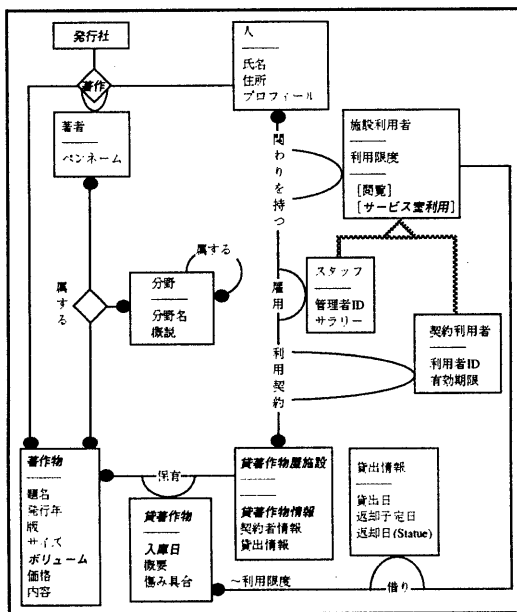 発行社
著作
人
氏名
住所
プロフィール
著者
ペンネーム
施設利用者
利用限度
[閲覧]
[サービス室利用]
関わりを持つ
属する
分野
分野名
概説
属する
雇用
スタッフ
管理者ID
サラリー
契約利用者
利用者ID
有効期限
利用契約
著作物
題名
発行年
版
サイズ
ボリューム
価格
内容
保有
貸著作物
入庫日
概要
傷み具合
貸著作物屋施設
貸著作物情報
契約者情報
貸出情報
貸出情報
貸出日
返却予定日
返却日(Statue)
～利用限度
借り